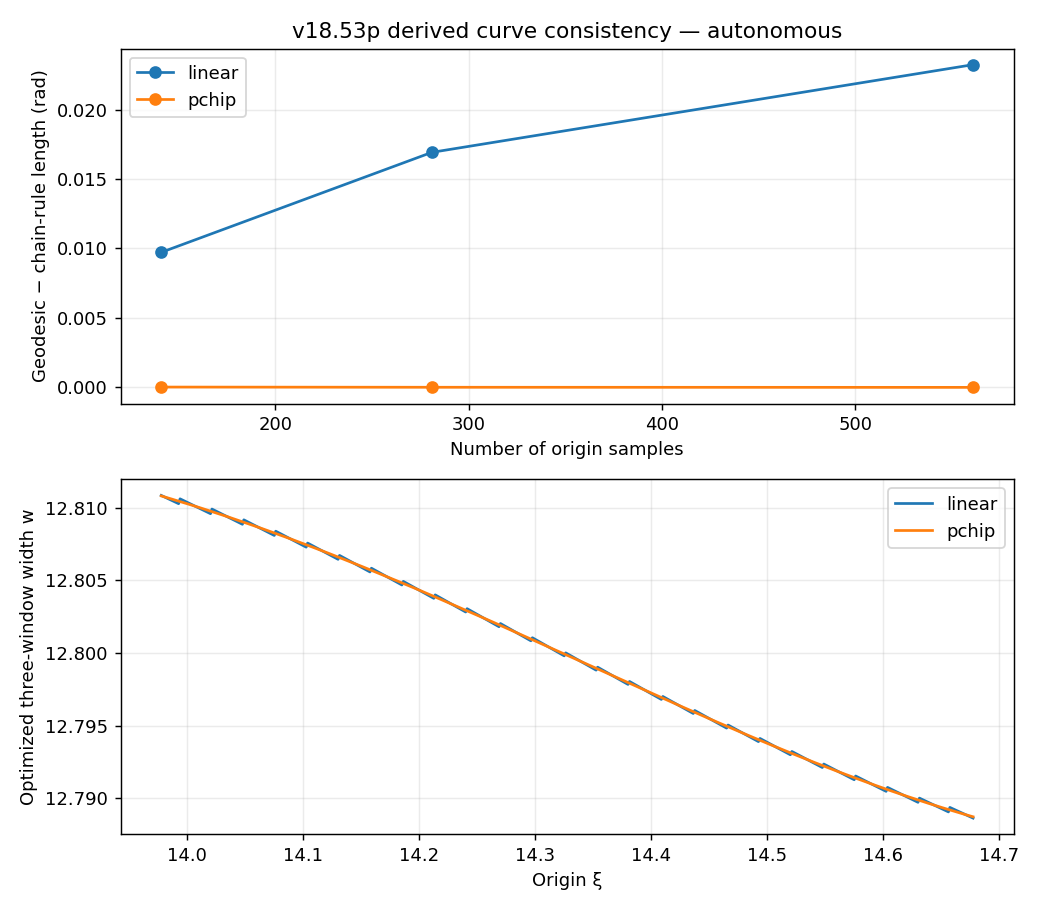 v18.53p derived curve consistency — autonomous
linear
pchip
Geodesic − chain-rule length (rad)
0.020
0.015
0.010
0.005
0.000
200 300 400 500
Number of origin samples
linear
pchip
Optimized three-window width w
12.810
12.805
12.800
12.795
12.790
14.0 14.1 14.2 14.3 14.4 14.5 14.6 14.7
Origin ξ